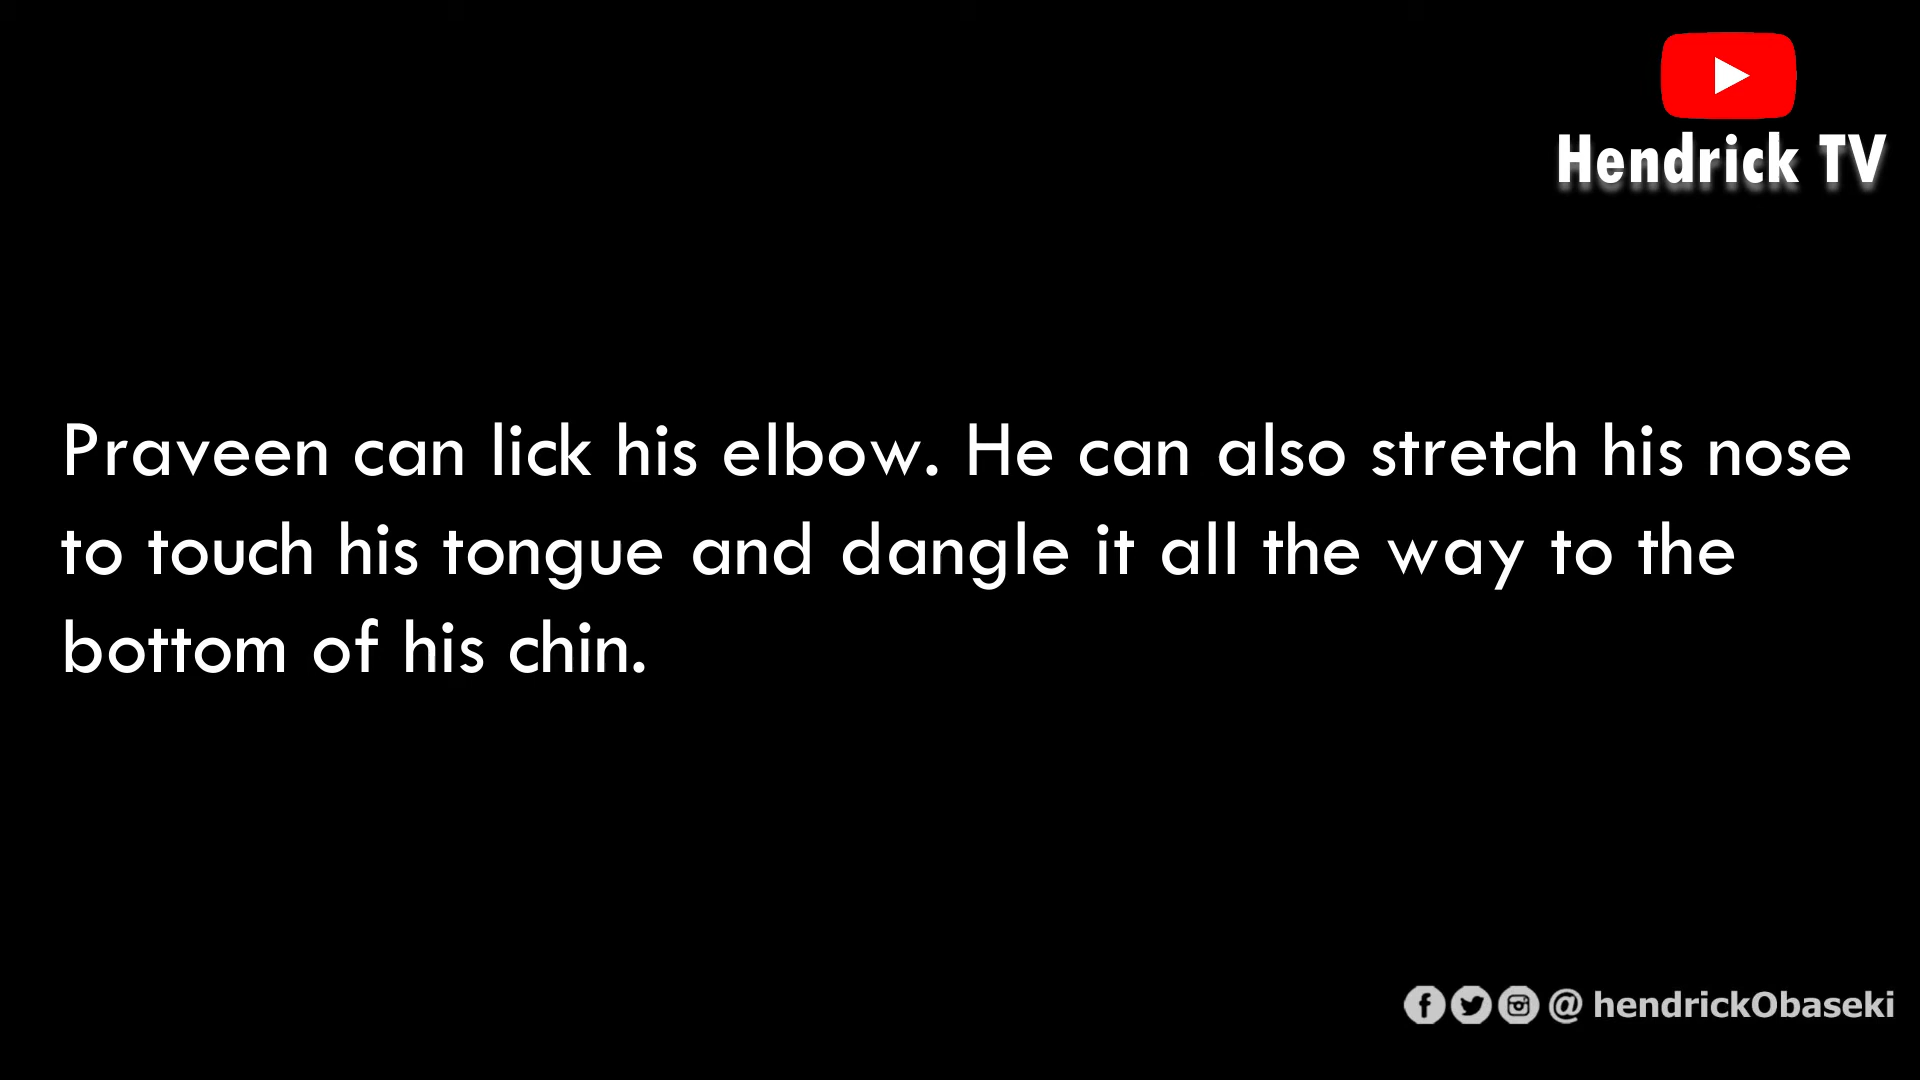 Hendrick TV
Praveen can lick his elbow. He can also stretch his nose
to touch his tongue and dangle it all the way to the
bottom of his chin.
@ hendrickObaseki